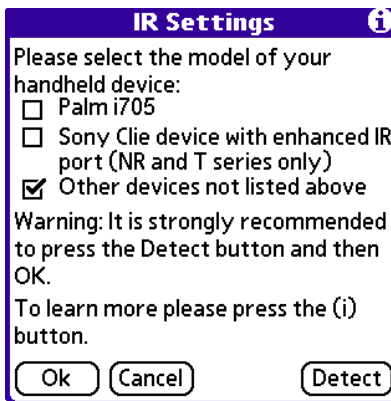 IR Settings i
Please select the model of your
handheld device:
Palm i705
Sony Clie device with enhanced IR
port (NR and T series only)
Other devices not listed above
Warning: It is strongly recommended
to press the Detect button and then
OK.
To learn more please press the (i)
button.
Ok Cancel Detect